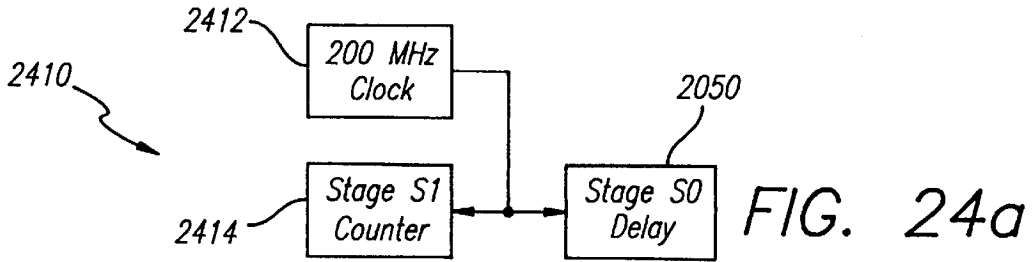 2412
200 MHz
Clock
2410
2050
Stage S1
Counter
Stage S0
Delay
2414
FIG. 24a